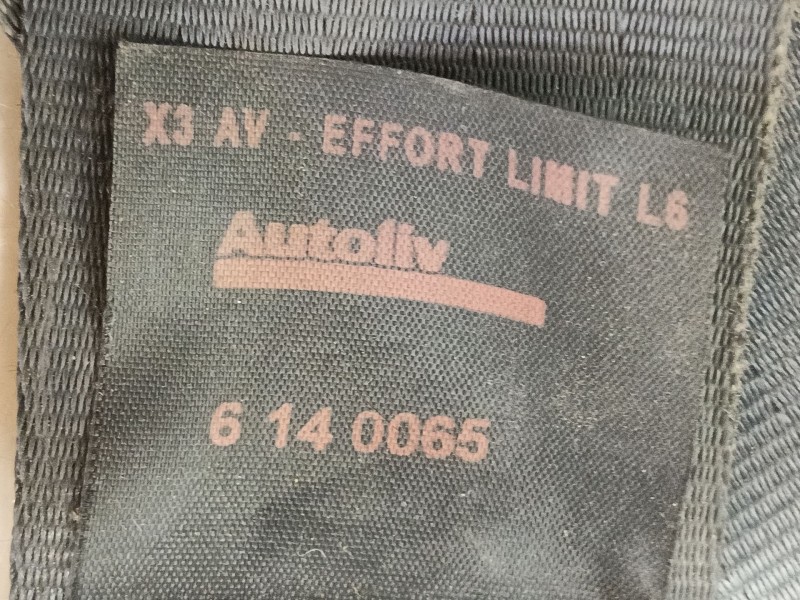 X3 AV - EFFORT LIMIT L6
Autoliv
6 14 0065